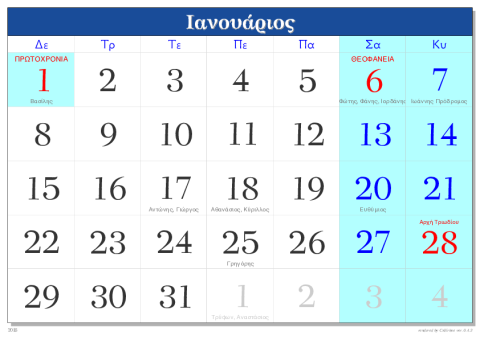 Ιανουάριος
Δε Τρ Τε Πε Πα Σα Κυ
ΠΡΩΤΟΧΡΟΝΙΑ ΘΕΟΦΑΝΕΙΑ
1 2 3 4 5 6 7
Βασίλης Φώτης, Φάνης, Ιορδάνης Ιωάννης Πρόδρομος
8 9 10 11 12 13 14
15 16 17 18 19 20 21
Αντώνης, Γιώργος Αθανάσιος, Κύριλλος Ευθύμιος
Αρχή Τριωδίου
22 23 24 25 26 27 28
Γρηγόρης
29 30 31 1 2 3 4
Τρύφων, Αναστάσιος